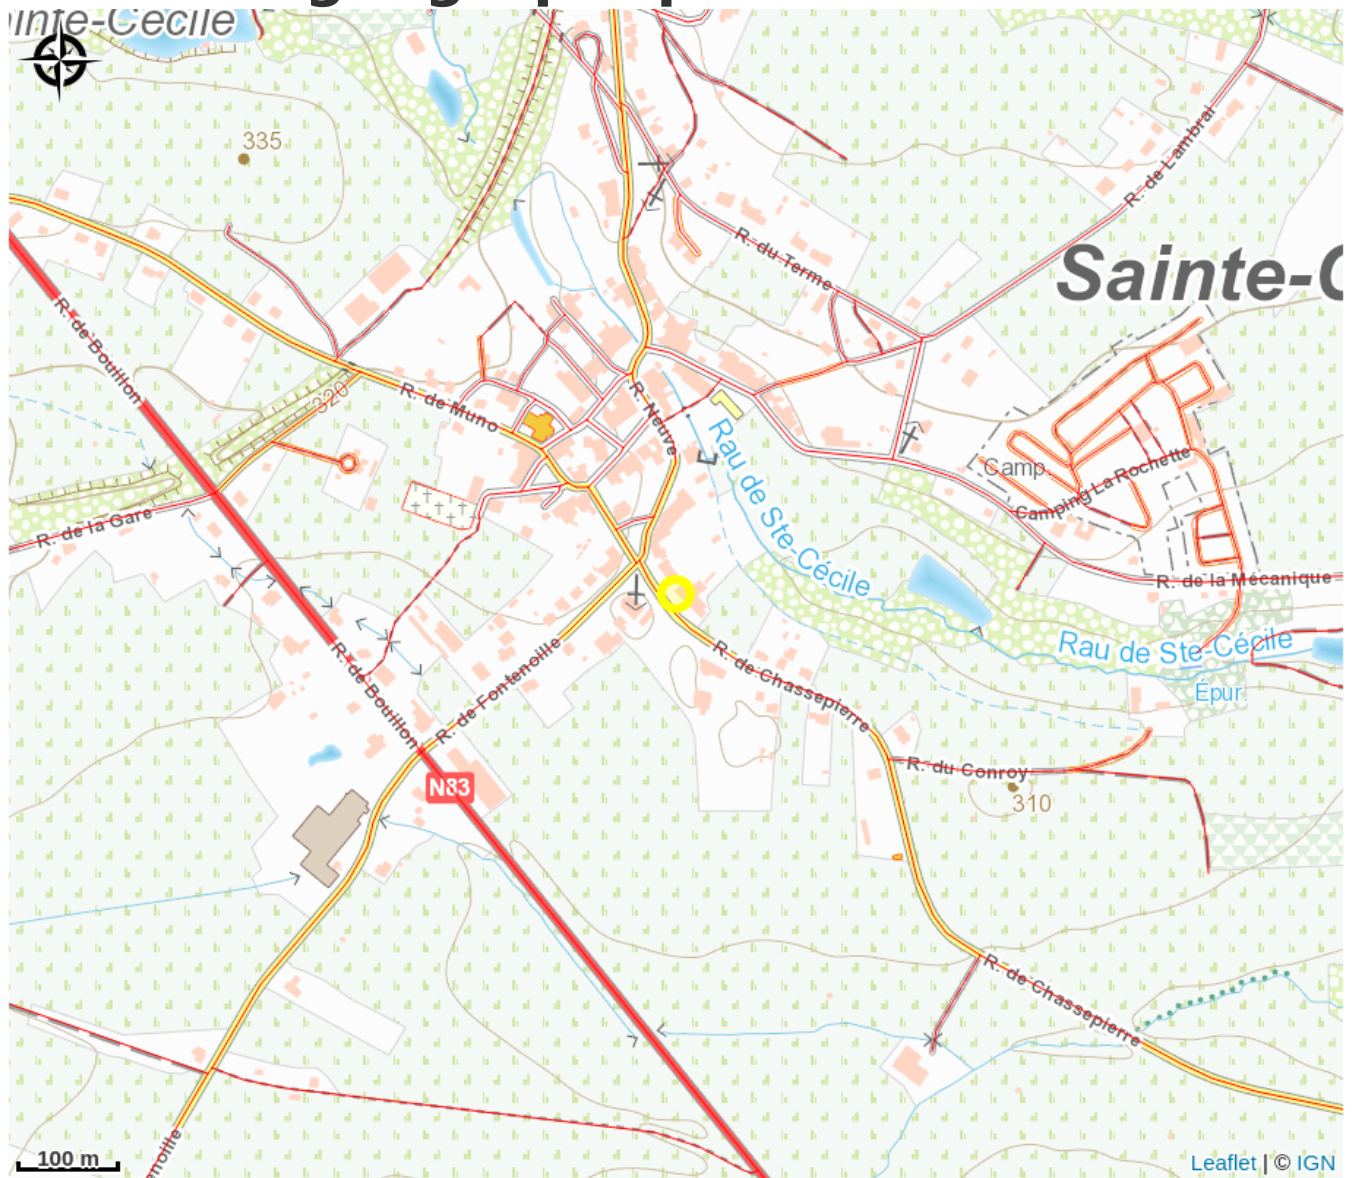 inte-Cécile
335
R. de Lambrai
R. du Terme
Sainte-C
R. de Bouillon
320
R. de Muno
R. Neuve
Rau de Ste-Cécile
Camp.
Camping La Rochette
R. de la Gare
R. de la Mécanique
Rau de Ste-Cécile
R. de Chassepierre
Épur.
R. de Bouillon
R. de Fontenoille
R. du Conroy
N83
310
R. de Chassepierre
noille
100 m
Leaflet | © IGN